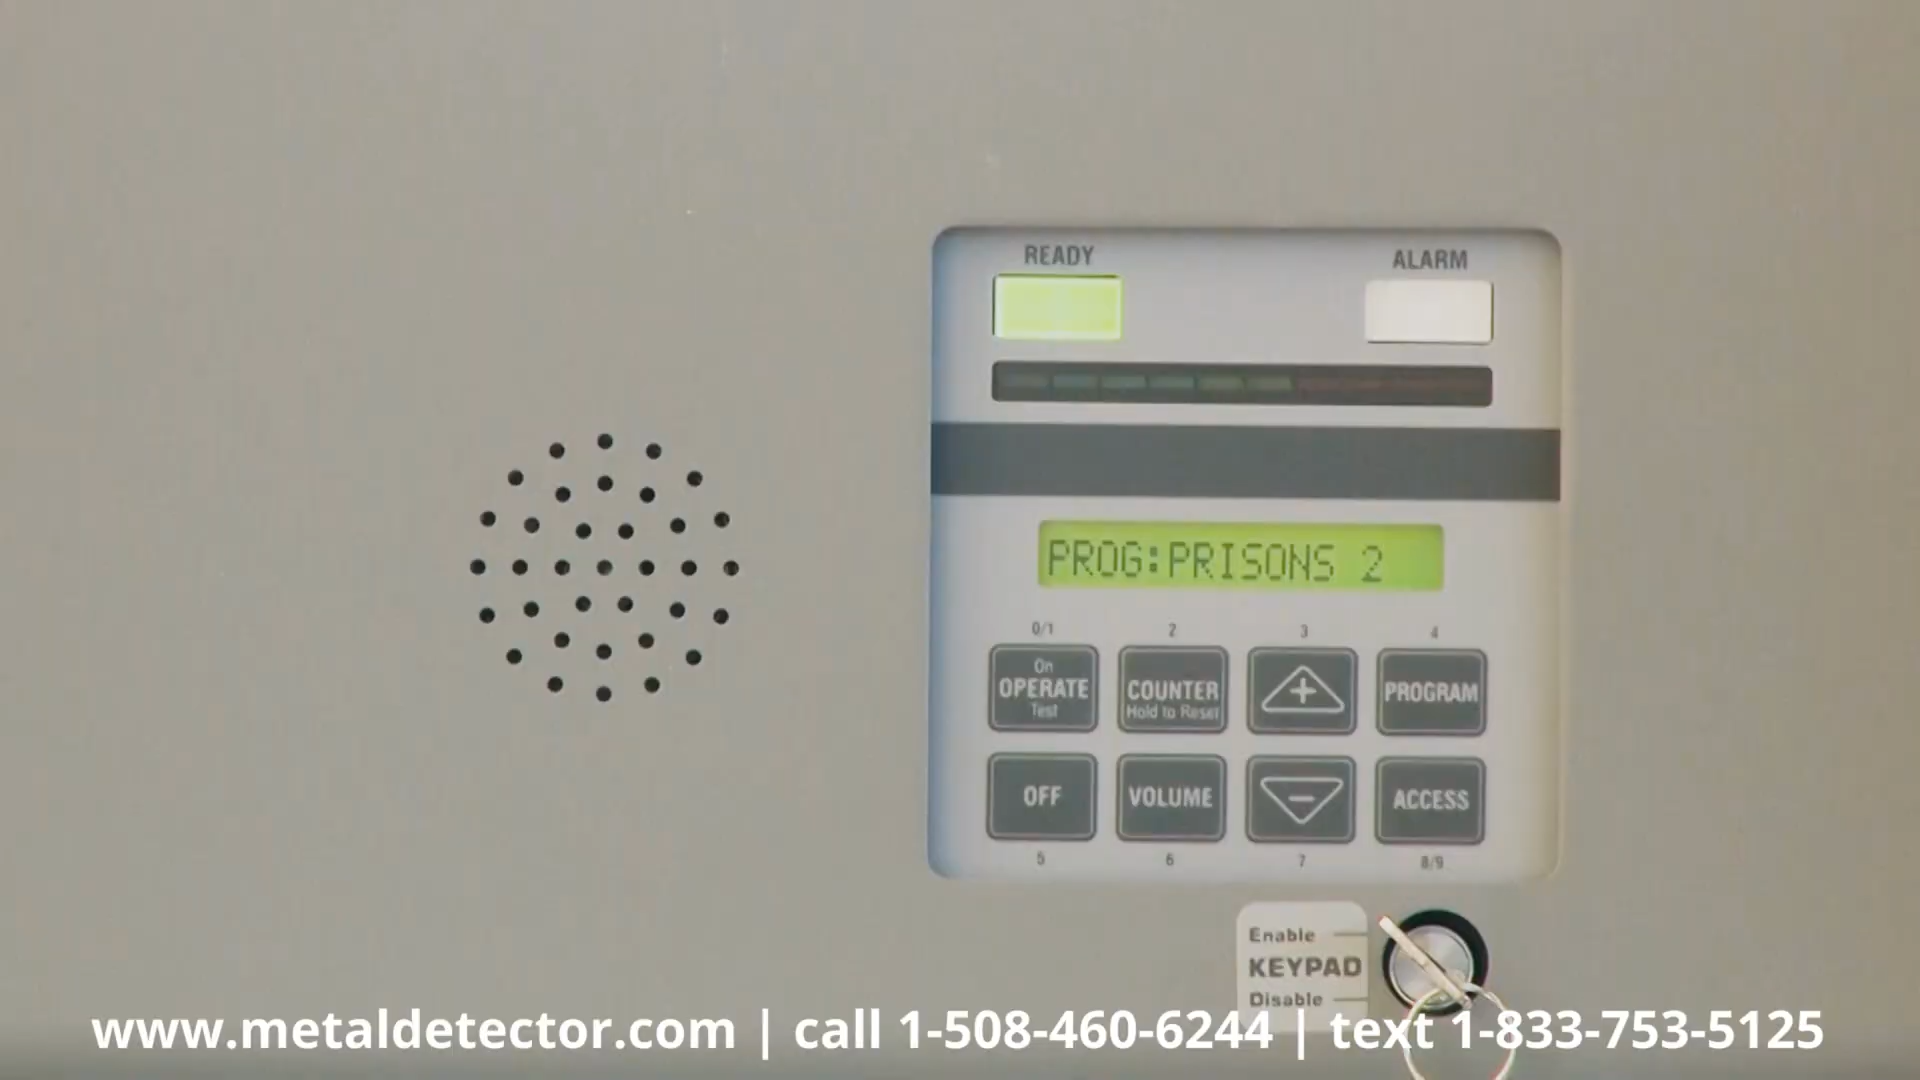 READY
ALARM
PROG:PRISONS 2
0/1
2
3
4
On
OPERATE
Test
COUNTER
Hold to Reset
+
PROGRAM
OFF
VOLUME
-
ACCESS
5
6
7
8/9
Enable
KEYPAD
Disable
www.metaldetector.com | call 1-508-460-6244 | text 1-833-753-5125